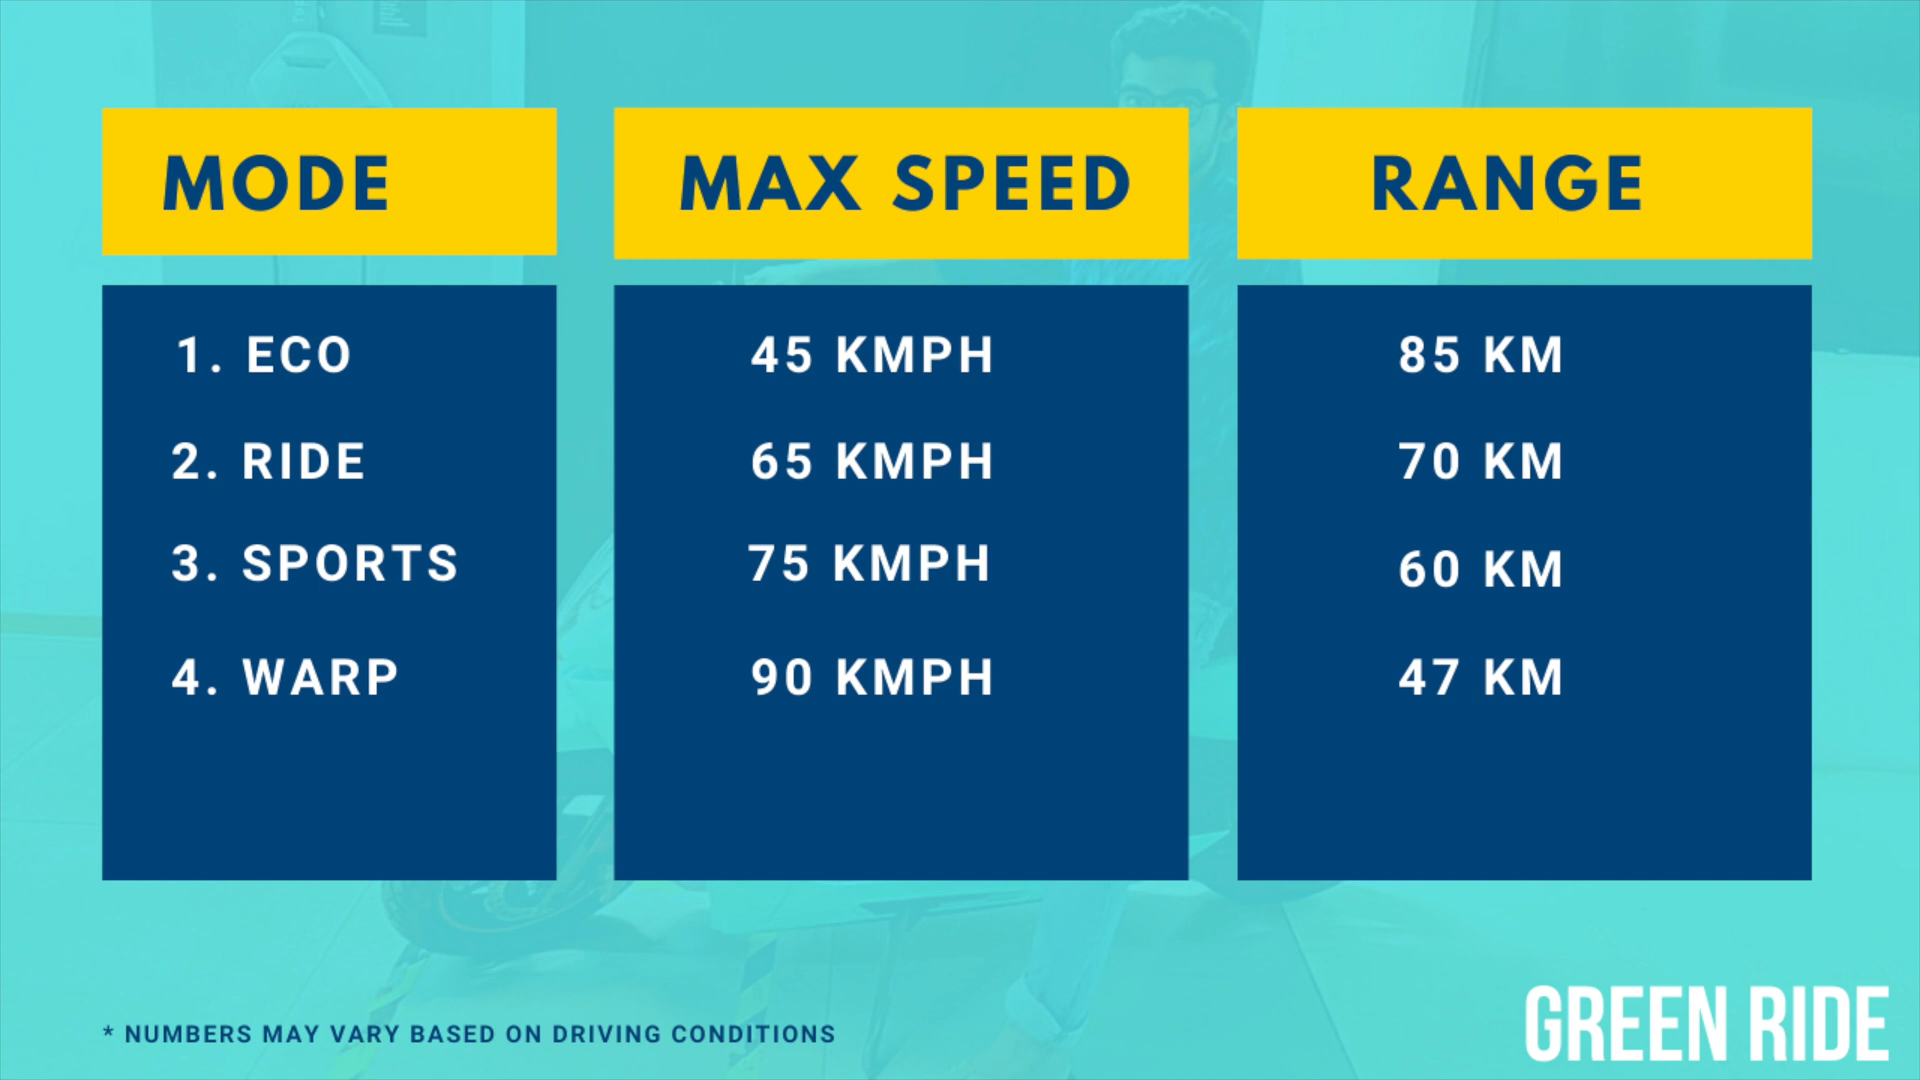 MODE MAX SPEED RANGE
1. ECO 45 KMPH 85 KM
2. RIDE 65 KMPH 70 KM
3. SPORTS 75 KMPH 60 KM
4. WARP 90 KMPH 47 KM
* NUMBERS MAY VARY BASED ON DRIVING CONDITIONS
GREEN RIDE